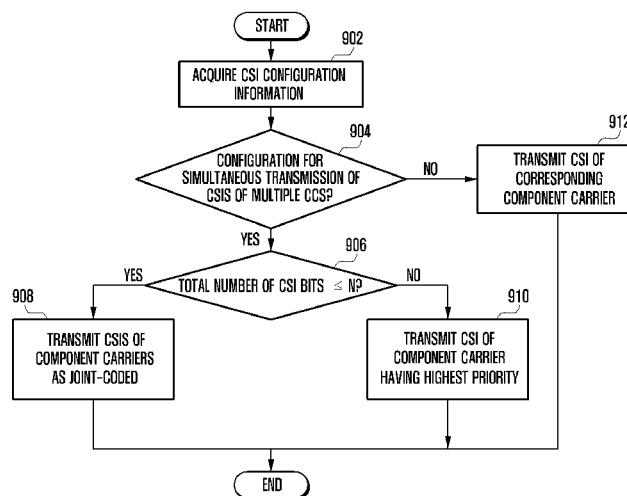 START
902
ACQUIRE CSI CONFIGURATION
INFORMATION
904
CONFIGURATION FOR
SIMULTANEOUS TRANSMISSION OF
CSIS OF MULTIPLE CCS?
NO
912
TRANSMIT CSI OF
CORRESPONDING
COMPONENT CARRIER
YES
906
TOTAL NUMBER OF CSI BITS ≤ N?
YES
NO
908
TRANSMIT CSIS OF
COMPONENT CARRIERS
AS JOINT-CODED
910
TRANSMIT CSI OF
COMPONENT CARRIER
HAVING HIGHEST PRIORITY
END